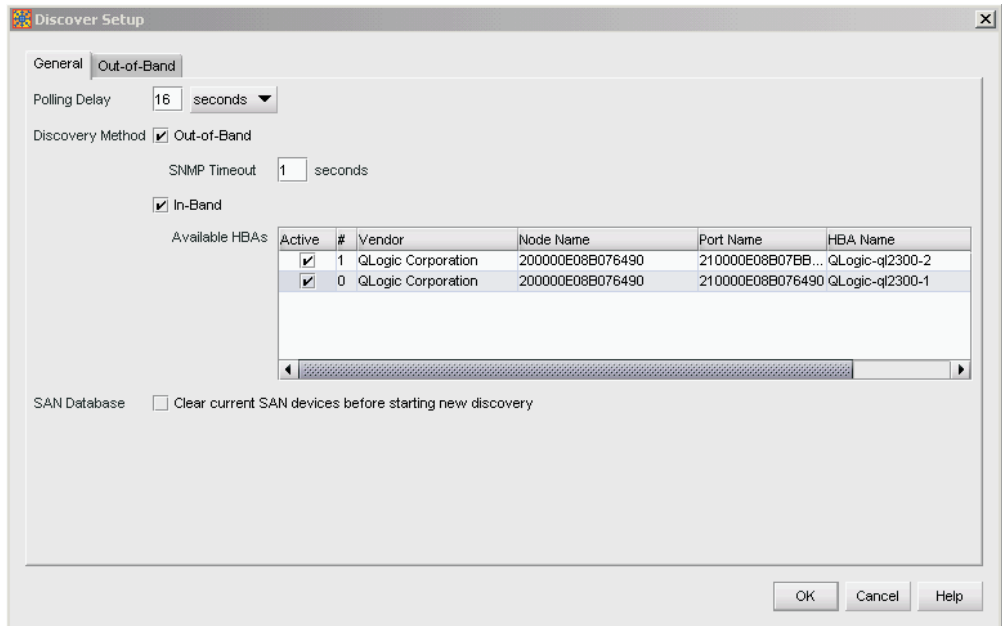 Discover Setup
General Out-of-Band
Polling Delay 16 seconds
Discovery Method Out-of-Band
SNMP Timeout 1 seconds
In-Band
Available HBAs Active # Vendor Node Name Port Name HBA Name
1 QLogic Corporation 200000E08B076490 210000E08B07BB... QLogic-ql2300-2
0 QLogic Corporation 200000E08B076490 210000E08B076490 QLogic-ql2300-1
SAN Database Clear current SAN devices before starting new discovery
OK Cancel Help